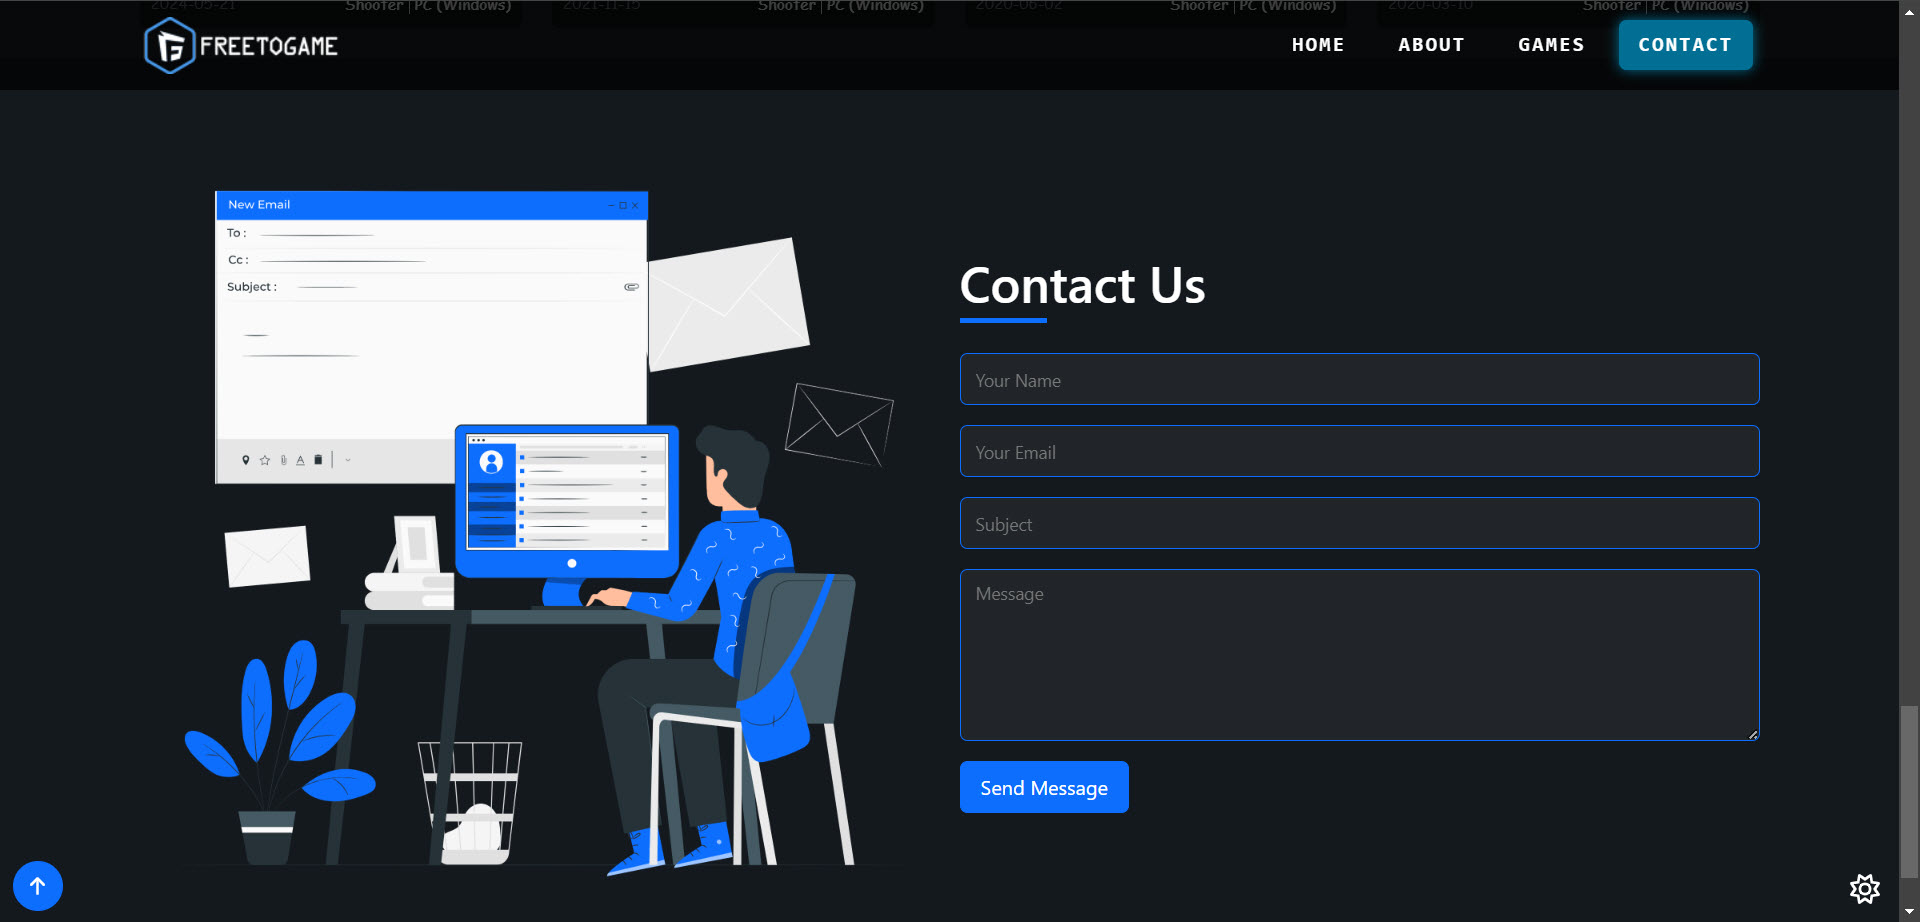 2024-05-21 Shooter | PC (Windows) 2021-11-15 Shooter | PC (Windows) 2020-06-02 Shooter | PC (Windows) 2020-03-10 Shooter | PC (Windows)
FREETOGAME HOME ABOUT GAMES CONTACT
New Email
To :
Cc :
Subject :
Contact Us
Your Name
Your Email
Subject
Message
Send Message